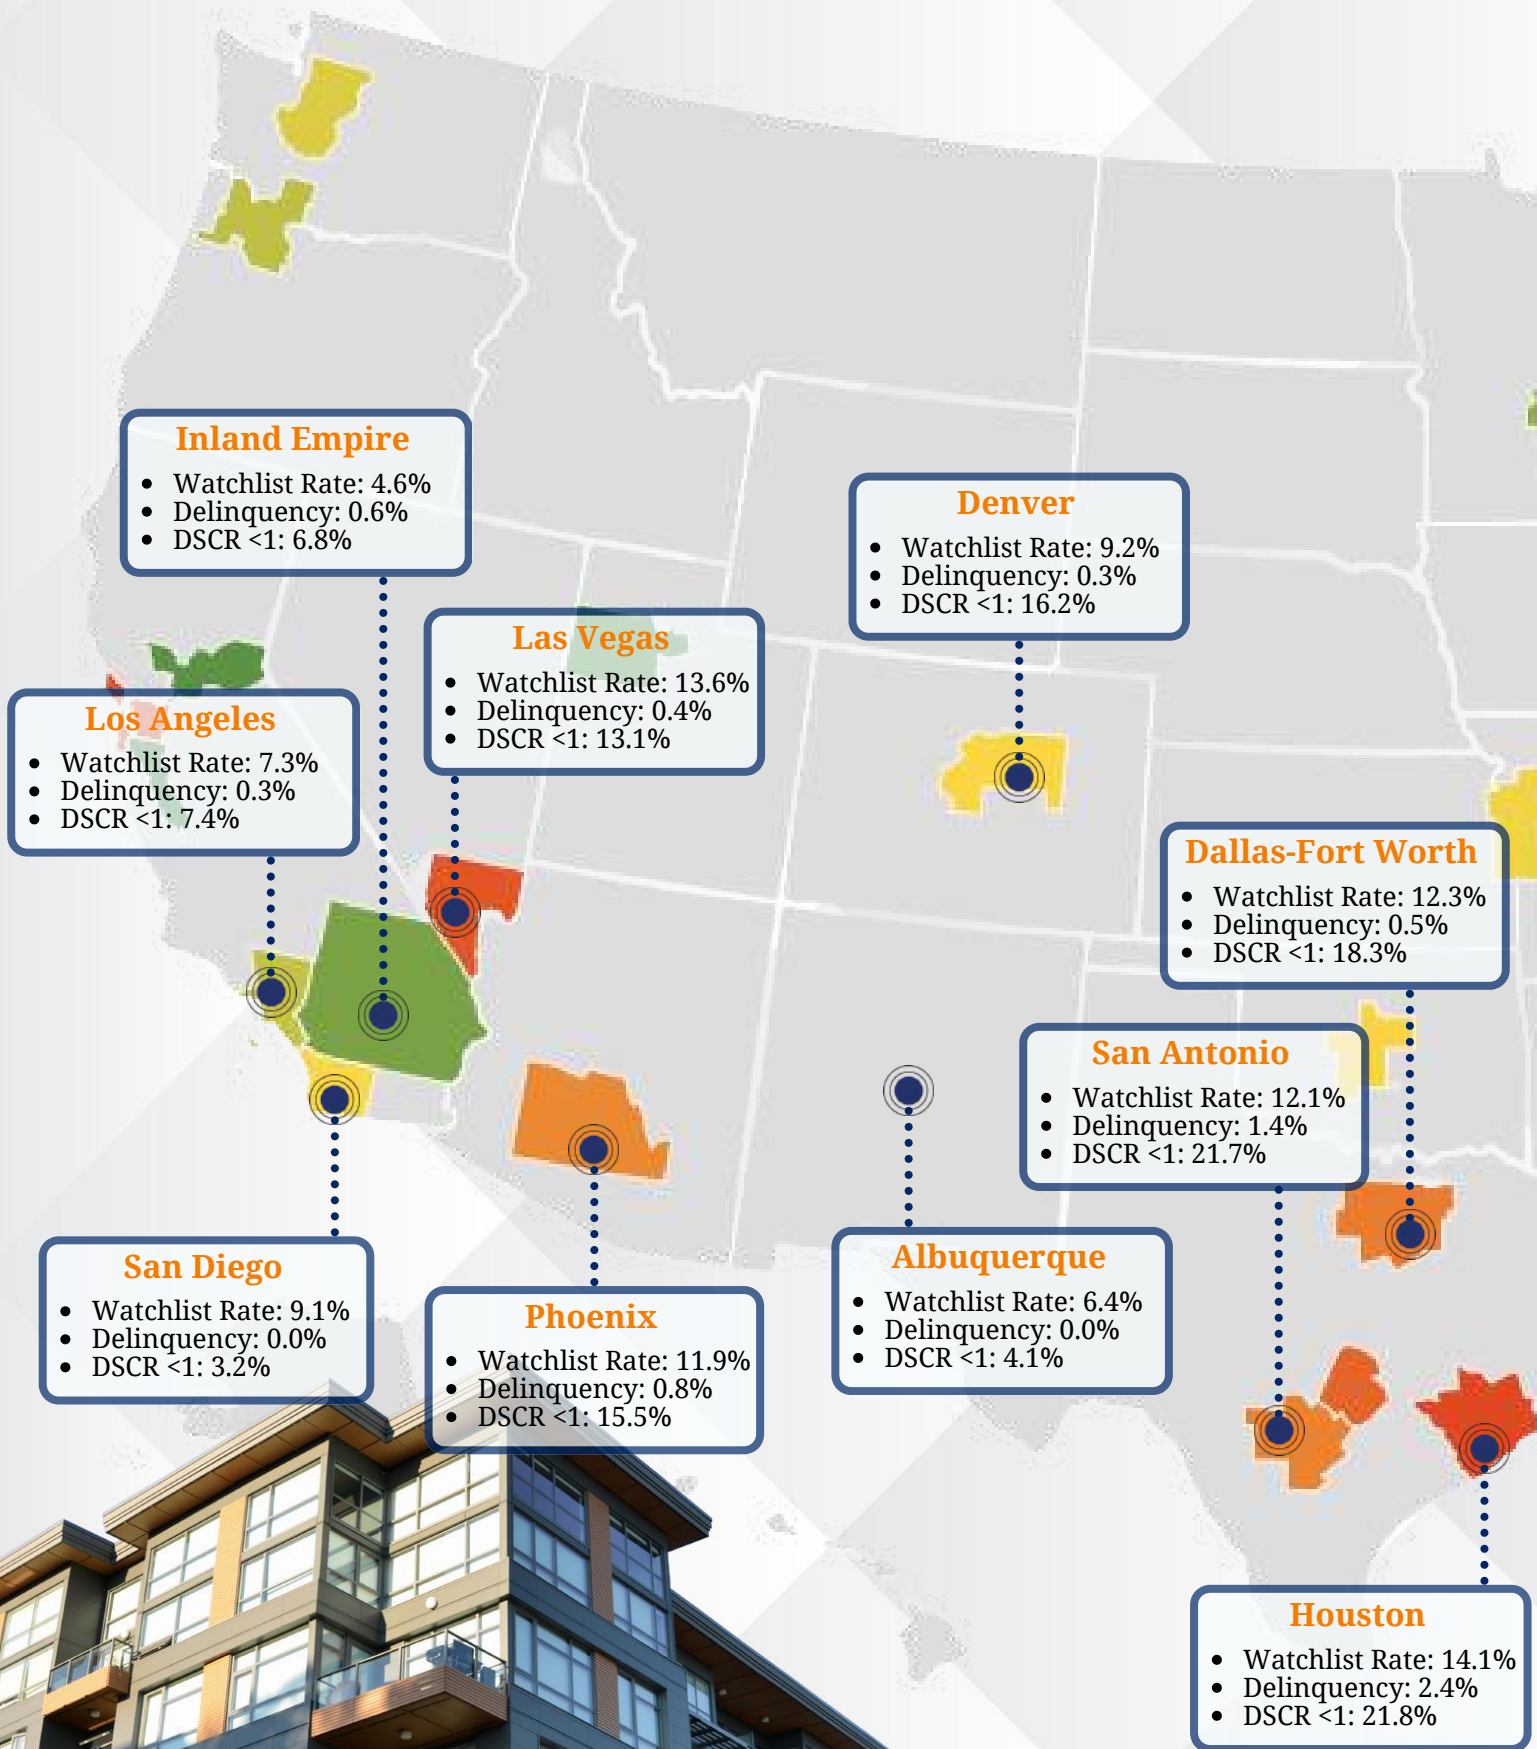 Inland Empire
• Watchlist Rate: 4.6%
• Delinquency: 0.6%
• DSCR <1: 6.8%
Denver
• Watchlist Rate: 9.2%
• Delinquency: 0.3%
• DSCR <1: 16.2%
Las Vegas
• Watchlist Rate: 13.6%
• Delinquency: 0.4%
• DSCR <1: 13.1%
Los Angeles
• Watchlist Rate: 7.3%
• Delinquency: 0.3%
• DSCR <1: 7.4%
Dallas-Fort Worth
• Watchlist Rate: 12.3%
• Delinquency: 0.5%
• DSCR <1: 18.3%
San Antonio
• Watchlist Rate: 12.1%
• Delinquency: 1.4%
• DSCR <1: 21.7%
San Diego
• Watchlist Rate: 9.1%
• Delinquency: 0.0%
• DSCR <1: 3.2%
Phoenix
• Watchlist Rate: 11.9%
• Delinquency: 0.8%
• DSCR <1: 15.5%
Albuquerque
• Watchlist Rate: 6.4%
• Delinquency: 0.0%
• DSCR <1: 4.1%
Houston
• Watchlist Rate: 14.1%
• Delinquency: 2.4%
• DSCR <1: 21.8%